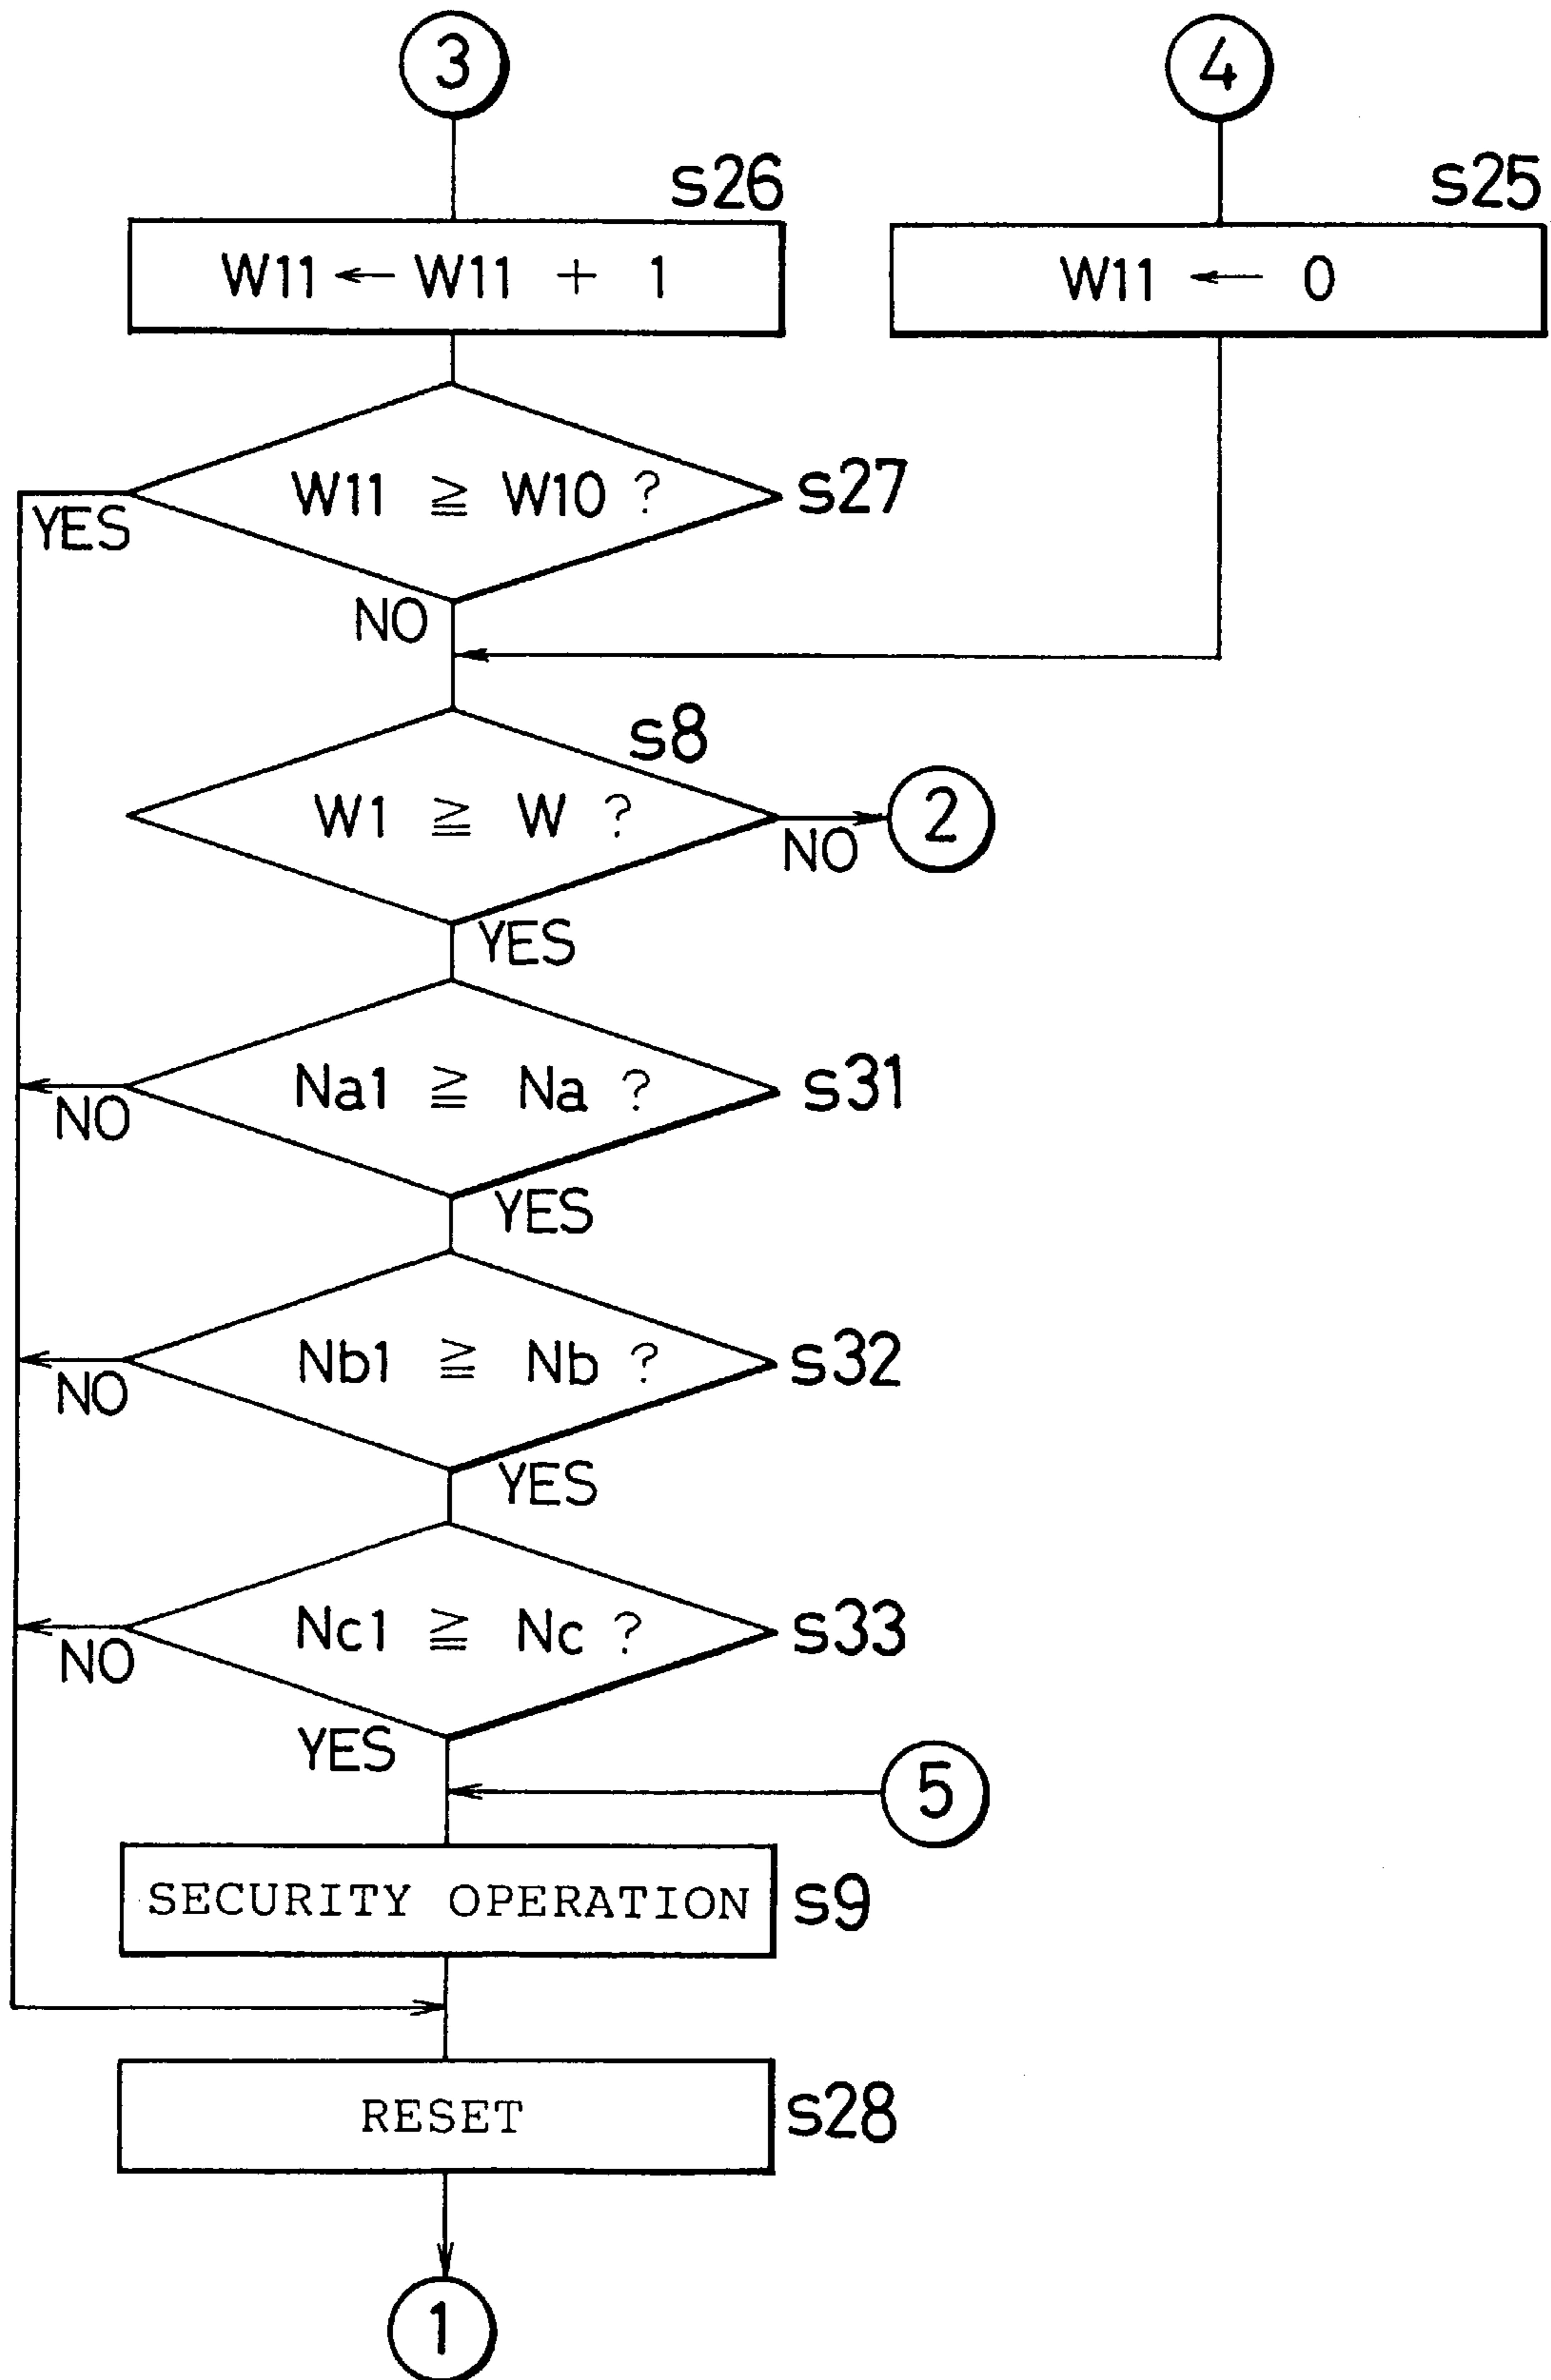 3
4
s26
s25
W11 ← W11 + 1
W11 ← 0
W11 ≧ W10 ?
s27
YES
NO
s8
W1 ≧ W ?
2
NO
YES
Na1 ≧ Na ?
s31
NO
YES
Nb1 ≧ Nb ?
s32
NO
YES
Nc1 ≧ Nc ?
s33
NO
YES
5
SECURITY OPERATION
s9
RESET
s28
1